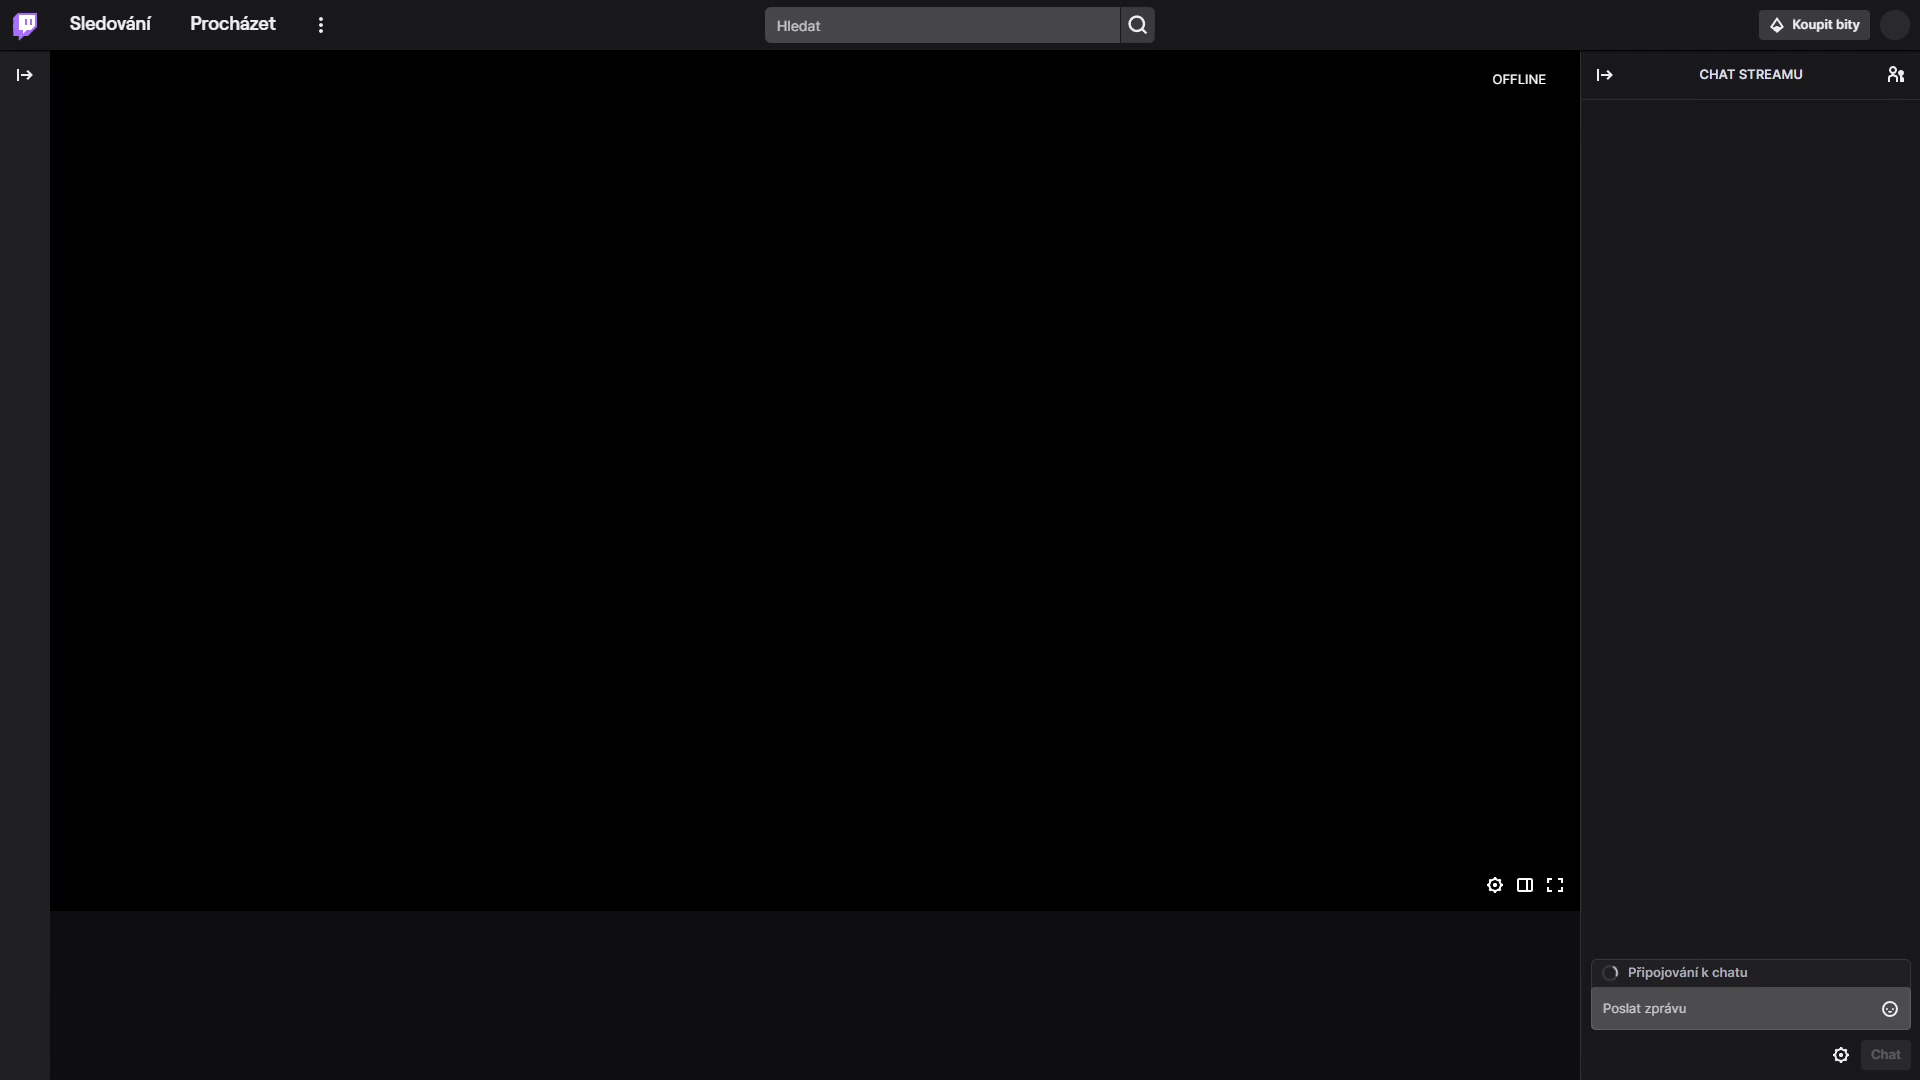 Sledování
Procházet
Hledat
Koupit bity
OFFLINE
CHAT STREAMU
Připojování k chatu
Poslat zprávu
Chat